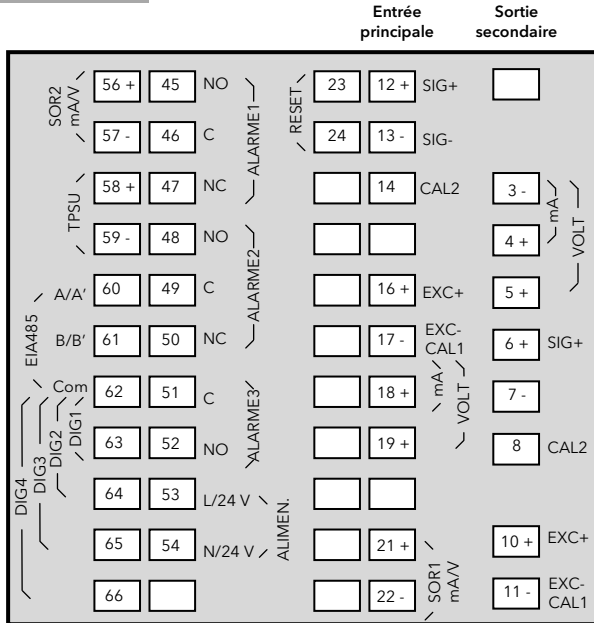 Entrée principale
Sortie secondaire
SOR2 mA/V
56 + 45 NO
57 - 46 C
TPSU
58 + 47 NC
ALARME1
59 - 48 NO
EIA485
A/A' 60 49 C
B/B' 61 50 NC
ALARME2
Com 62 51 C
63 52 NO
ALARME3
DIG4
DIG3
DIG2
DIG1
64 53 L/24 V
65 54 N/24 V
ALIMEN.
66
RESET
23 12 + SIG+
24 13 - SIG-
14 CAL2
16 + EXC+
17 - EXC- CAL1
18 +
19 +
mA
VOLT
21 +
22 -
SOR1 mA/V
3 -
4 +
5 +
mA
VOLT
6 + SIG+
7 -
8 CAL2
10 + EXC+
11 - EXC- CAL1